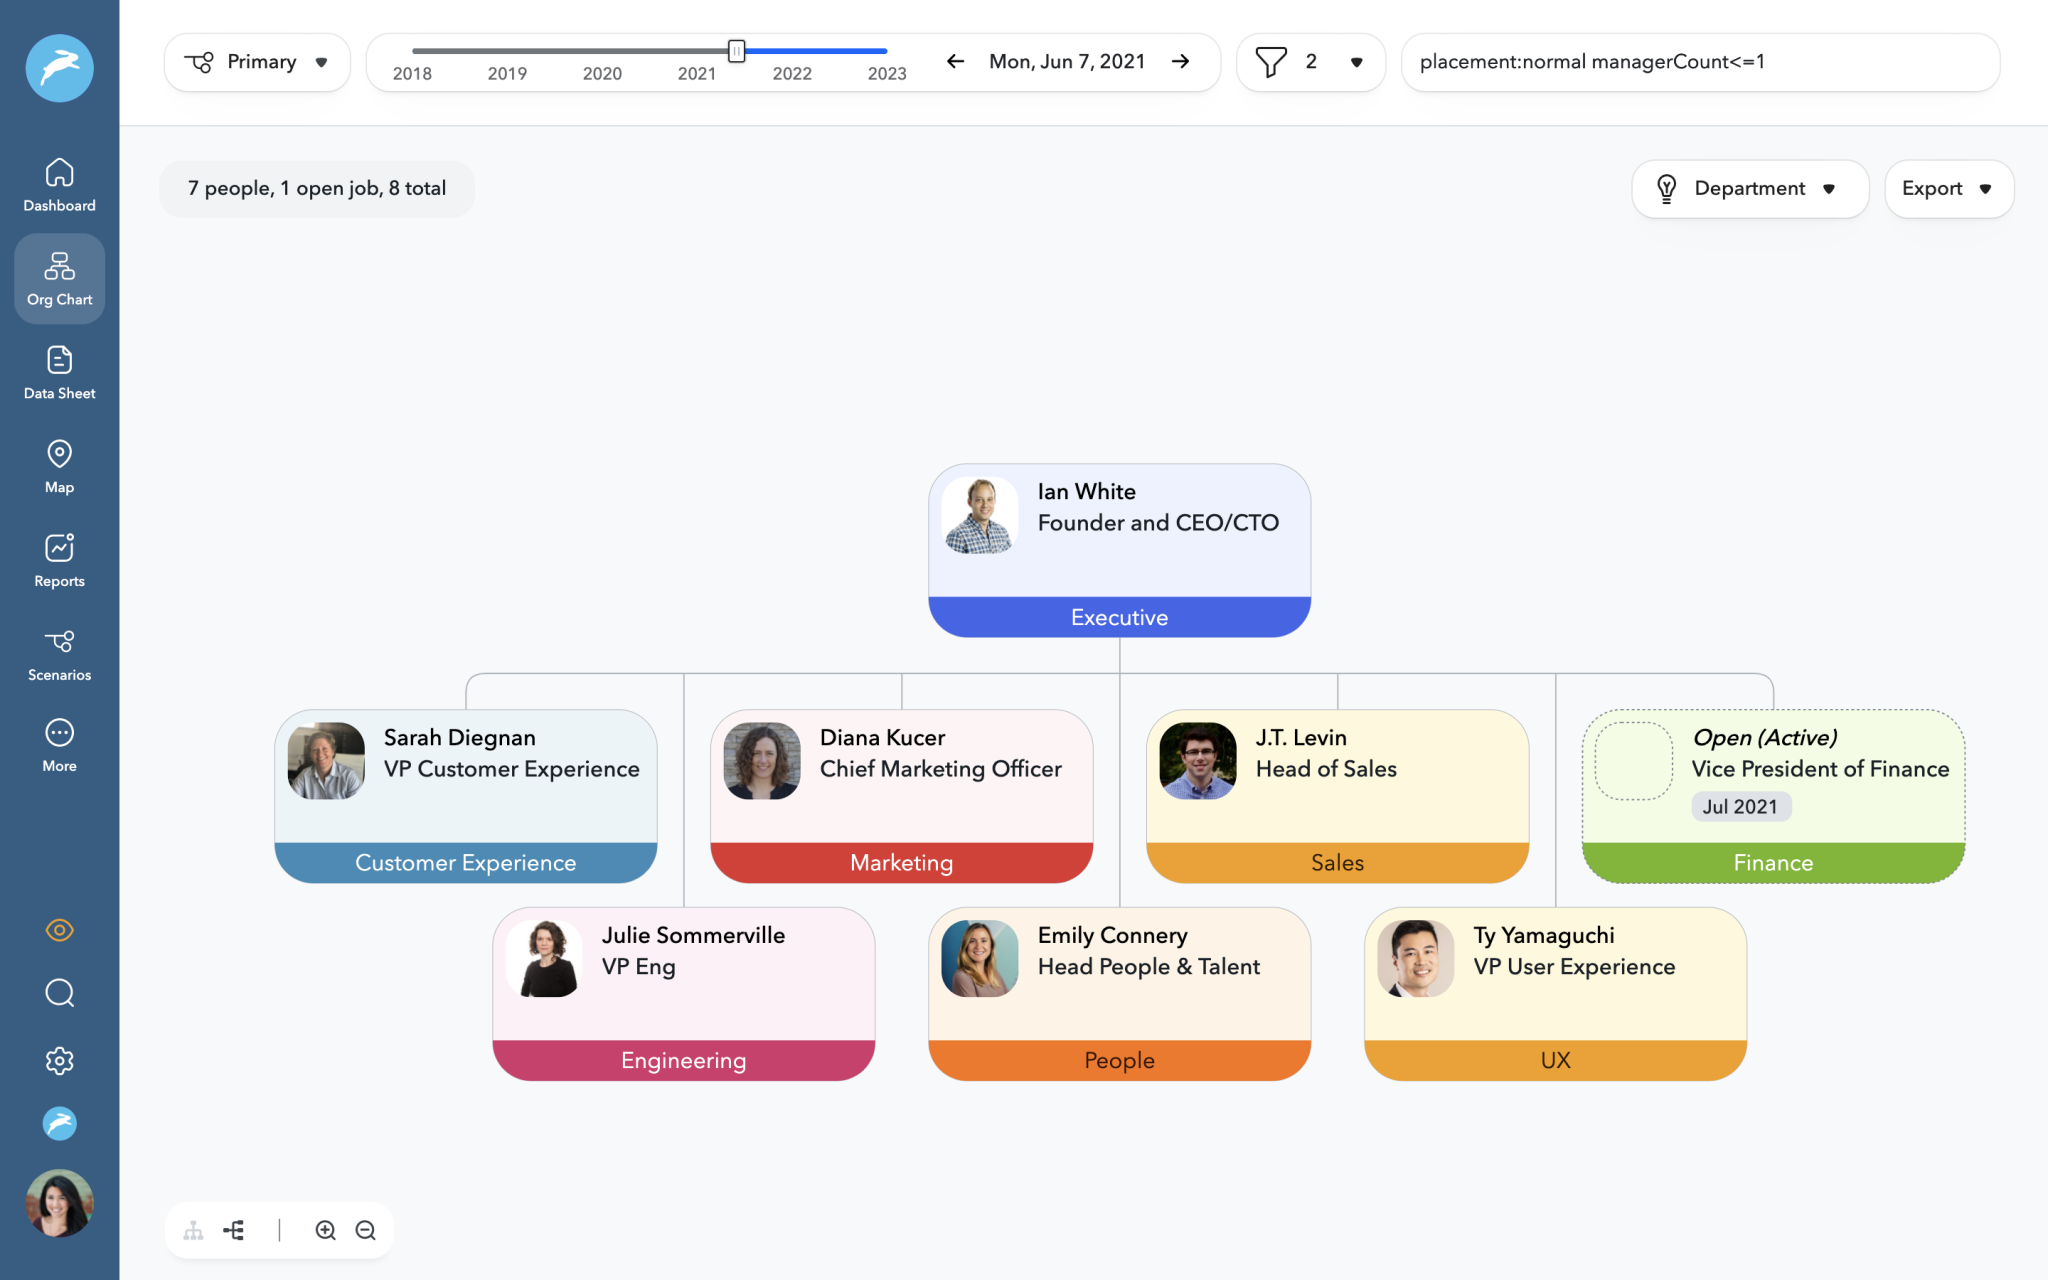 Primary
2018 2019 2020 2021 2022 2023
Mon, Jun 7, 2021
2
placement:normal managerCount<=1
Dashboard
Org Chart
Data Sheet
Map
Reports
Scenarios
More
7 people, 1 open job, 8 total
Department
Export
Ian White
Founder and CEO/CTO
Executive
Sarah Diegnan
VP Customer Experience
Customer Experience
Diana Kucer
Chief Marketing Officer
Marketing
J.T. Levin
Head of Sales
Sales
Open (Active)
Vice President of Finance
Jul 2021
Finance
Julie Sommerville
VP Eng
Engineering
Emily Connery
Head People & Talent
People
Ty Yamaguchi
VP User Experience
UX